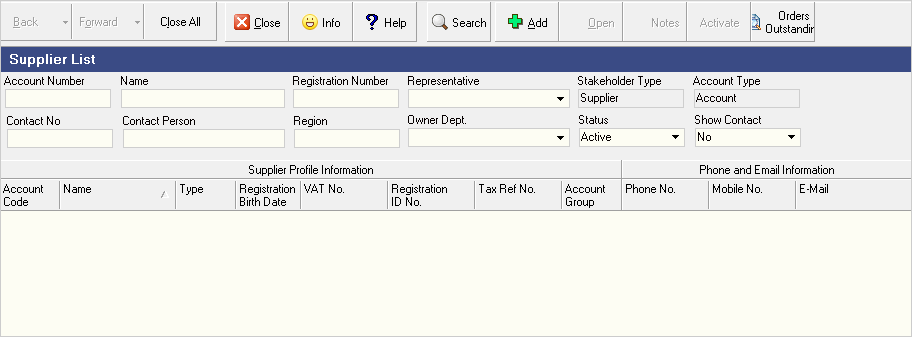 Back Forward Close All Close Info Help Search Add Open Notes Activate Orders
Outstandin
Supplier List
Account Number Name Registration Number Representative Stakeholder Type Account Type
Supplier Account
Contact No Contact Person Region Owner Dept. Status Show Contact
Active No
Supplier Profile Information Phone and Email Information
Account Name Type Registration VAT No. Registration Tax Ref No. Account Phone No. Mobile No. E-Mail
Code Birth Date ID No. Group